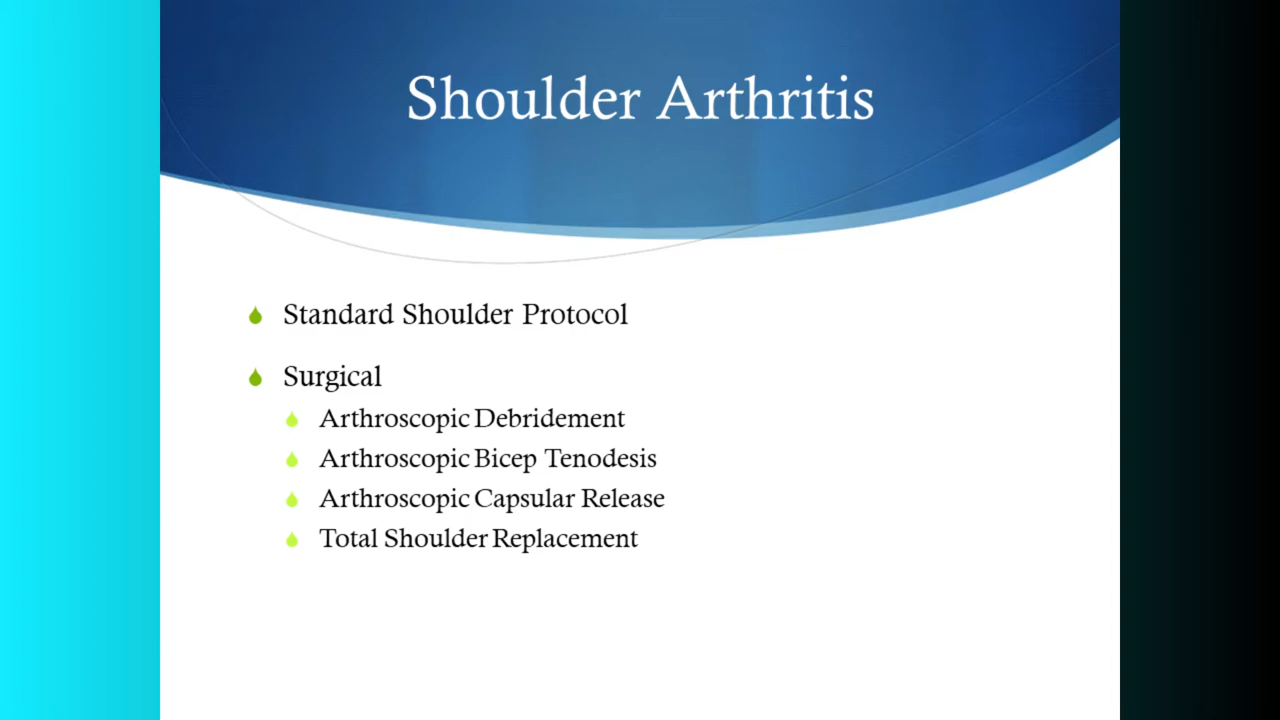 Shoulder Arthritis
Standard Shoulder Protocol
Surgical
Arthroscopic Debridement
Arthroscopic Bicep Tenodesis
Arthroscopic Capsular Release
Total Shoulder Replacement